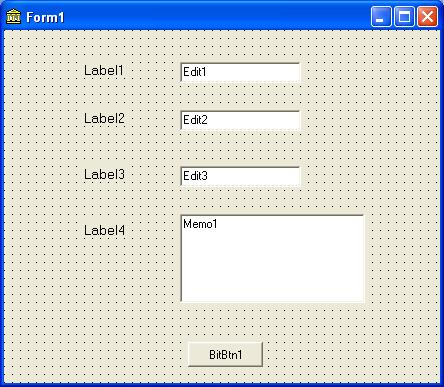 Form1
Label1 Edit1
Label2 Edit2
Label3 Edit3
Label4 Memo1
BitBtn1